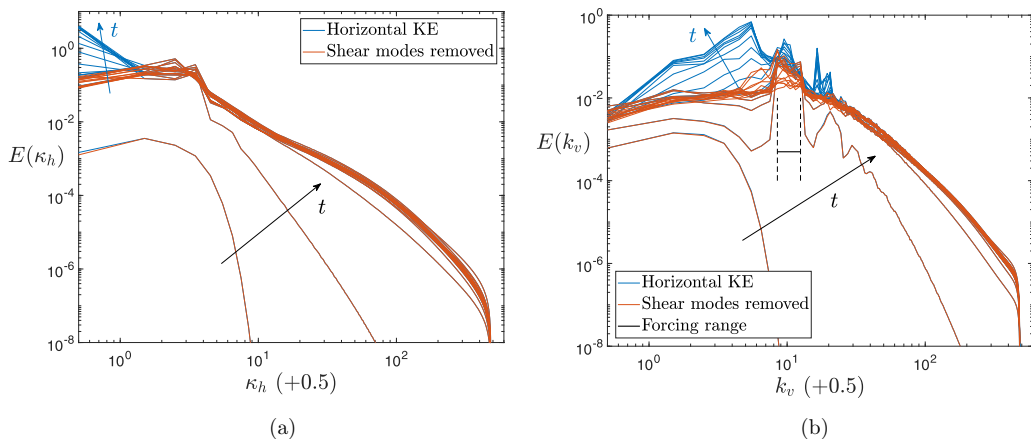 10^0
10^-2
10^-4
10^-6
10^-8
E(κ_h)
t
Horizontal KE
Shear modes removed
t
10^0
10^1
10^2
κ_h (+0.5)
(a)
10^0
10^-2
10^-4
10^-6
10^-8
E(k_v)
t
t
Horizontal KE
Shear modes removed
Forcing range
10^0
10^1
10^2
k_v (+0.5)
(b)